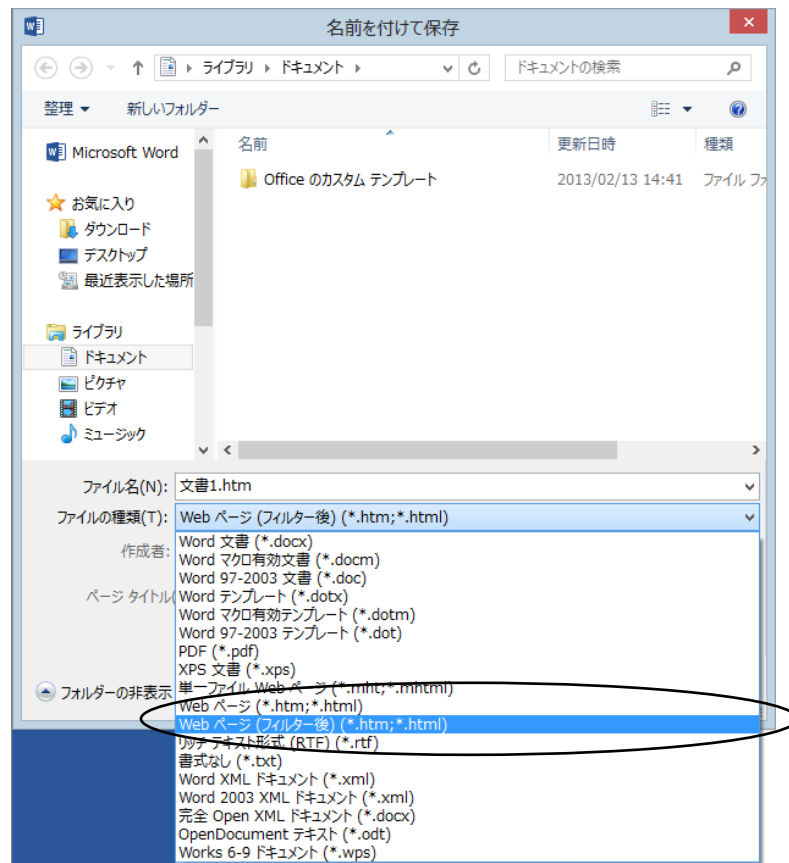 名前を付けて保存
ライブラリ ドキュメント
ドキュメントの検索
整理 新しいフォルダー
Microsoft Word
名前 更新日時 種類
Office のカスタム テンプレート 2013/02/13 14:41 ファイル フォ
お気に入り
ダウンロード
デスクトップ
最近表示した場所
ライブラリ
ドキュメント
ピクチャ
ビデオ
ミュージック
ファイル名(N): 文書1.htm
ファイルの種類(T): Web ページ (フィルター後) (*.htm;*.html)
作成者:
ページ タイトル(
フォルダーの非表示
Word 文書 (*.docx)
Word マクロ有効文書 (*.docm)
Word 97-2003 文書 (*.doc)
Word テンプレート (*.dotx)
Word マクロ有効テンプレート (*.dotm)
Word 97-2003 テンプレート (*.dot)
PDF (*.pdf)
XPS 文書 (*.xps)
単一ファイル Web ページ (*.mht;*.mhtml)
Web ページ (*.htm;*.html)
Web ページ (フィルター後) (*.htm;*.html)
リッチ テキスト形式 (RTF) (*.rtf)
書式なし (*.txt)
Word XML ドキュメント (*.xml)
Word 2003 XML ドキュメント (*.xml)
完全 Open XML ドキュメント (*.docx)
OpenDocument テキスト (*.odt)
Works 6-9 ドキュメント (*.wps)